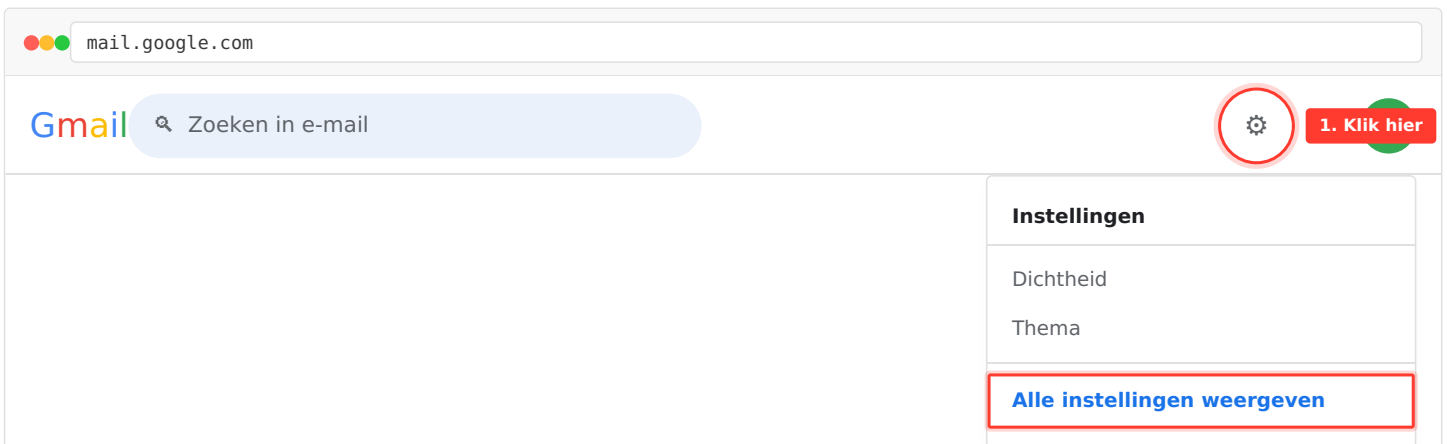 mail.google.com
Gmail
Zoeken in e-mail
1. Klik hier
Instellingen
Dichtheid
Thema
Alle instellingen weergeven